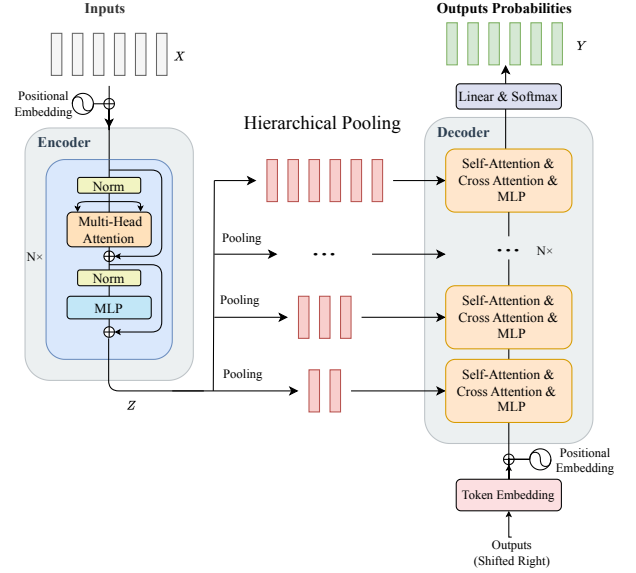 Inputs
X
Positional
Embedding
Encoder
Norm
Multi-Head
Attention
N×
Norm
MLP
Z
Hierarchical Pooling
Pooling
...
Pooling
Pooling
Outputs Probabilities
Y
Linear & Softmax
Decoder
Self-Attention &
Cross Attention &
MLP
... N×
Self-Attention &
Cross Attention &
MLP
Self-Attention &
Cross Attention &
MLP
Positional
Embedding
Token Embedding
Outputs
(Shifted Right)